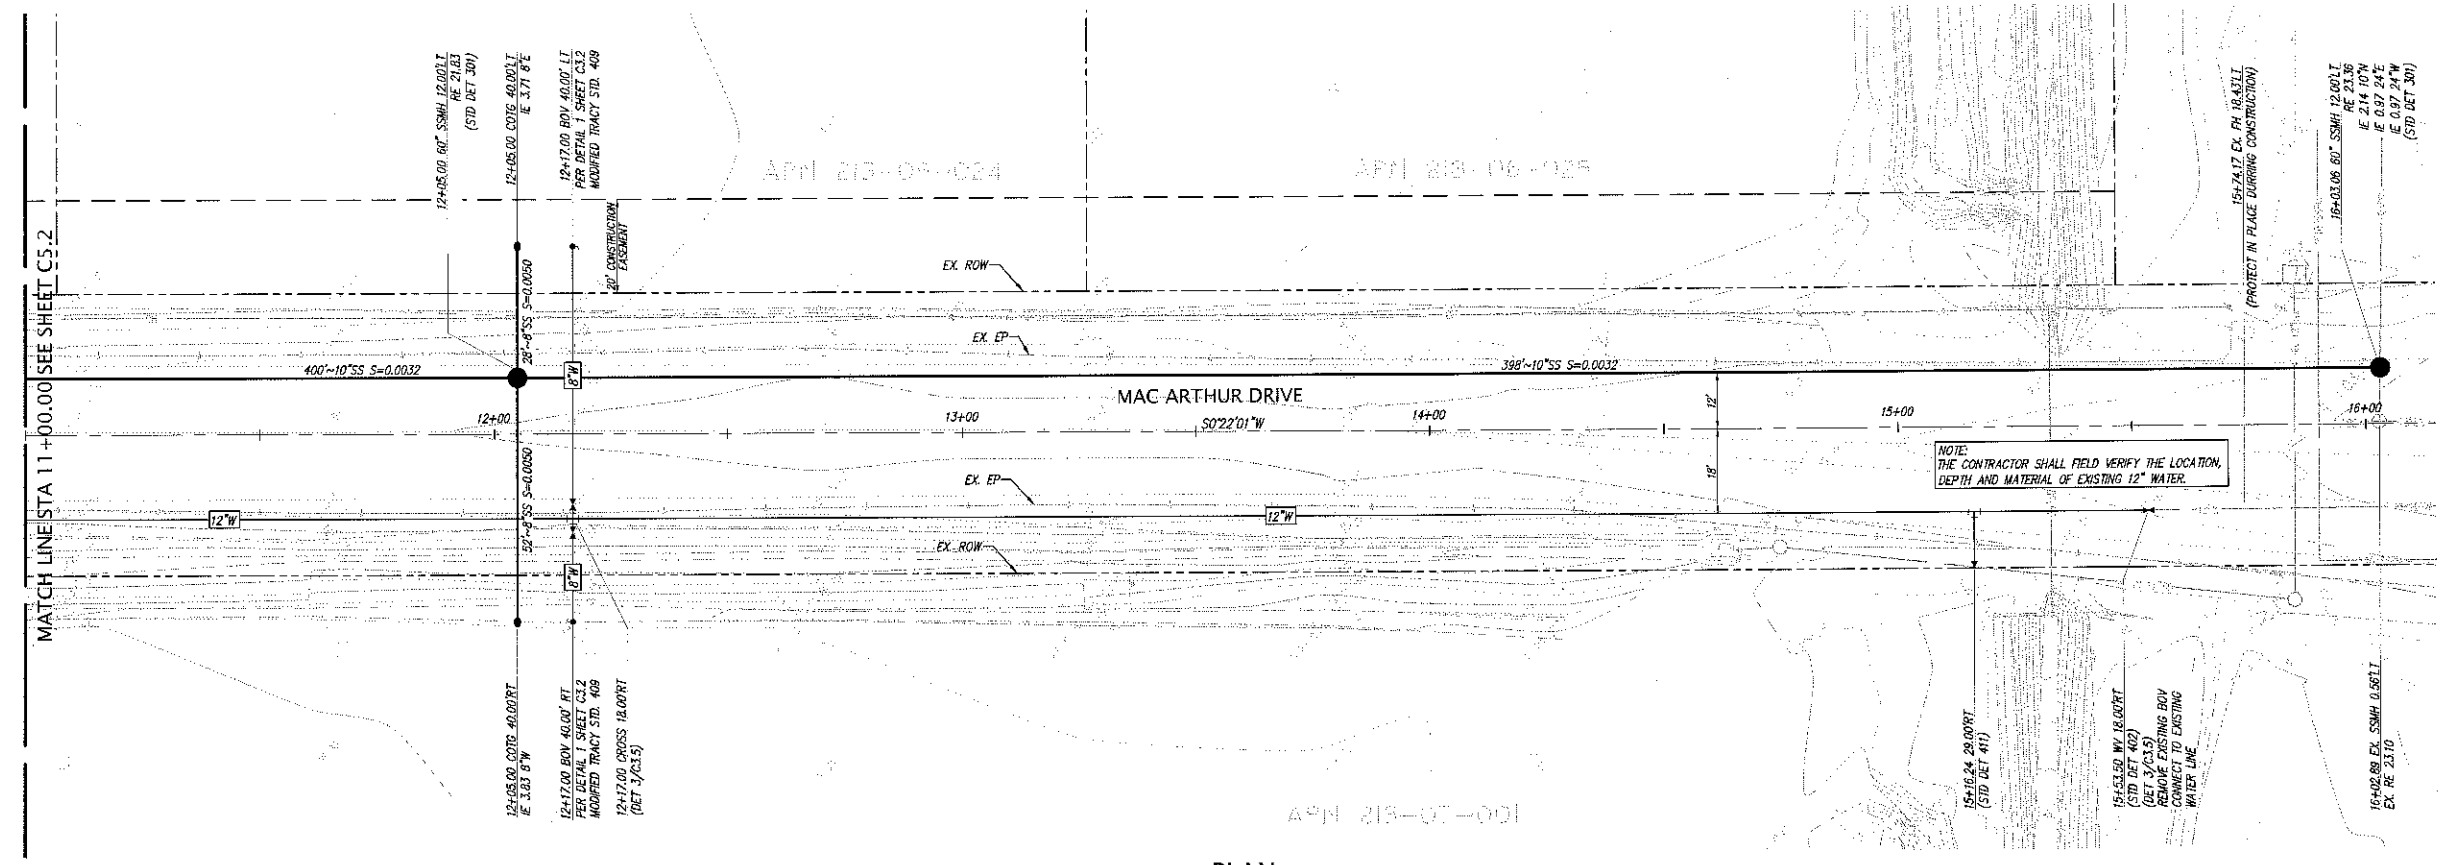 MATCH LINE STA 11+00.00 SEE SHEET C5.2
12+05.00 60" SSMH 12.00'LT
RE 21.83
(STD DET 301)
12+05.00 COTG 40.00'LT
IE 3.71 8"E
12+17.00 BOV 40.00' LT
PER DETAIL 1 SHEET C3.2
MODIFIED TRACY STD. 409
20' CONSTRUCTION
EASEMENT
APN 213-06-024
APN 213-06-025
15+74.17 EX. FH 18.43'LT
(PROTECT IN PLACE DURRING CONSTRUCTION)
16+03.06 60" SSMH 12.00'LT
RE 23.36
IE 2.14 10"N
IE 0.97 24"E
IE 0.97 24"W
(STD DET 301)
EX. ROW
EX. EP
28'~8"SS S=0.0050
8"W
400'~10"SS S=0.0032
398'~10"SS S=0.0032
MAC ARTHUR DRIVE
12'
12+00
13+00
S0°22'01"W
14+00
15+00
16+00
NOTE:
THE CONTRACTOR SHALL FIELD VERIFY THE LOCATION,
DEPTH AND MATERIAL OF EXISTING 12" WATER.
52'~8"SS S=0.0050
EX. EP
18'
12"W
12"W
EX. ROW
8"W
12+05.00 COTG 40.00'RT
IE 3.83 8"W
12+17.00 BOV 40.00' RT
PER DETAIL 1 SHEET C3.2
MODIFIED TRACY STD. 409
12+17.00 CROSS 18.00'RT
(DET 3/C3.5)
15+16.24 29.00'RT
(STD DET 411)
15+53.50 WV 18.00'RT
(STD DET 402)
(DET 3/C3.5)
REMOVE EXISTING BOV
CONNECT TO EXISTING
WATER LINE
16+02.89 EX. SSMH 0.56'LT
EX. RE 23.10
PLAN